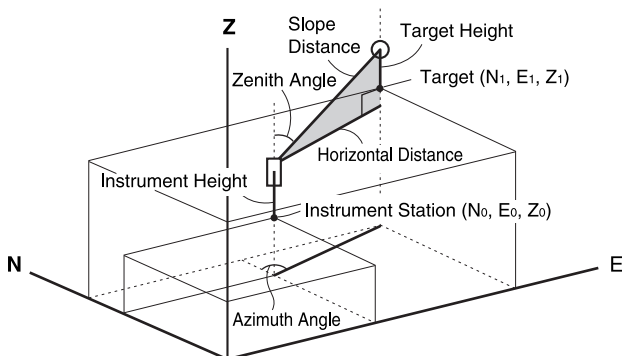 Z
Slope
Distance
Target Height
Zenith Angle
Target (N1, E1, Z1)
Horizontal Distance
Instrument Height
Instrument Station (N0, E0, Z0)
N
E
Azimuth Angle